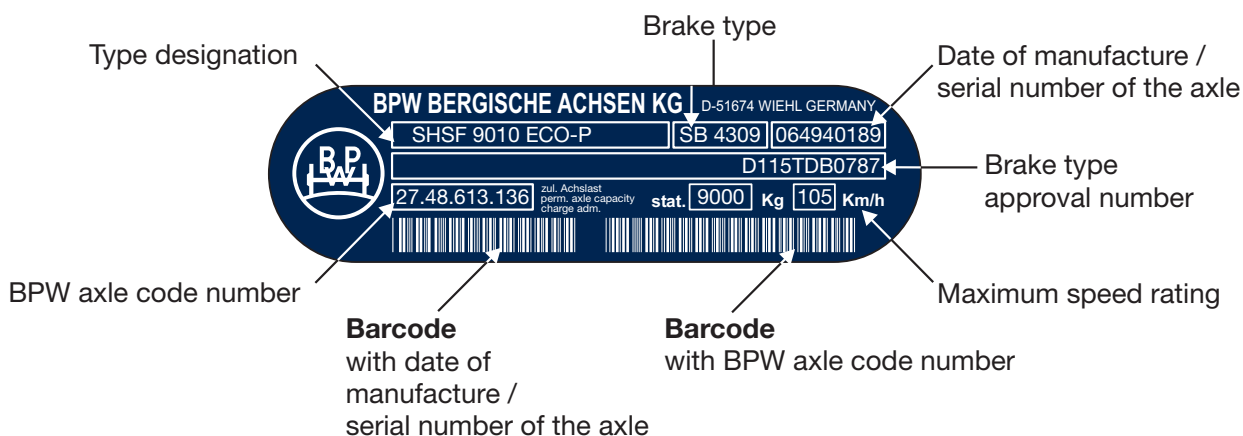 Brake type
Type designation
Date of manufacture /
serial number of the axle
BPW BERGISCHE ACHSEN KG D-51674 WIEHL GERMANY
SHSF 9010 ECO-P SB 4309 064940189
BPW
D115TDB0787
Brake type
approval number
27.48.613.136 zul. Achslast
perm. axle capacity
charge adm.
stat. 9000 Kg 105 Km/h
BPW axle code number
Maximum speed rating
Barcode
with date of
manufacture /
serial number of the axle
Barcode
with BPW axle code number